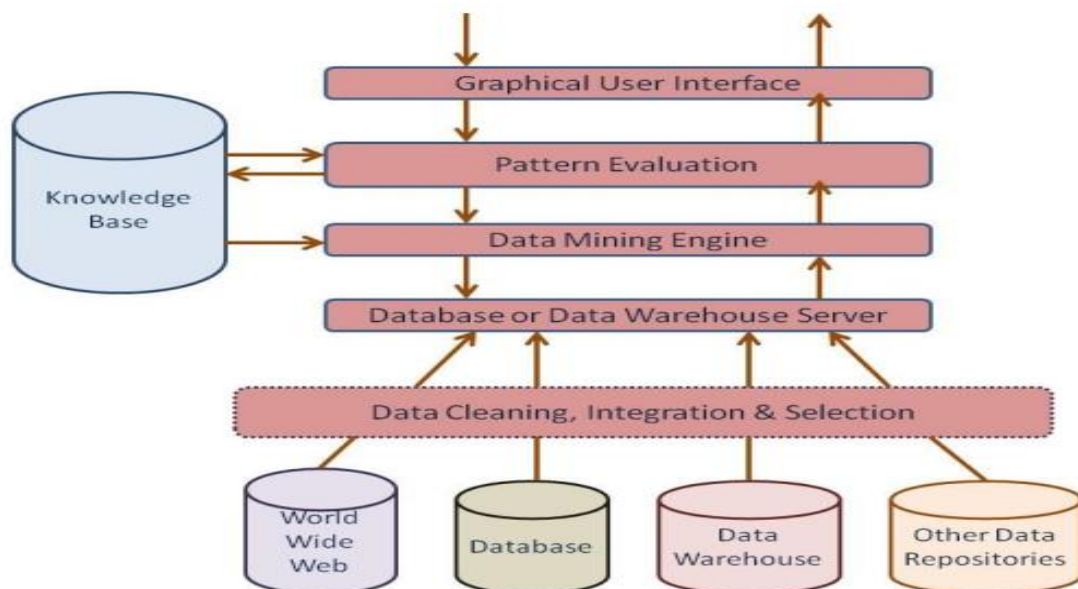 Graphical User Interface
Pattern Evaluation
Knowledge
Base
Data Mining Engine
Database or Data Warehouse Server
Data Cleaning, Integration & Selection
World
Wide
Web
Database
Data
Warehouse
Other Data
Repositories